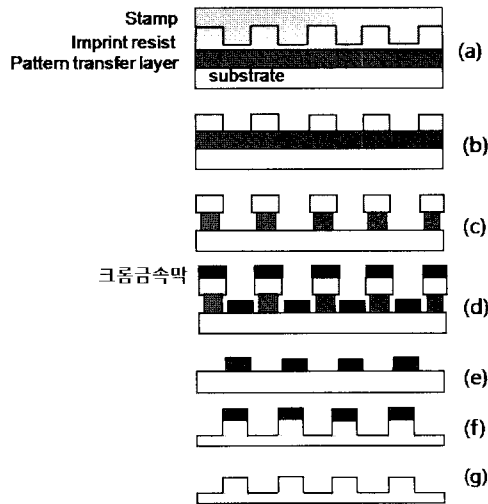 Stamp
Imprint resist
Pattern transfer layer
substrate
(a)
(b)
(c)
크롬금속막
(d)
(e)
(f)
(g)